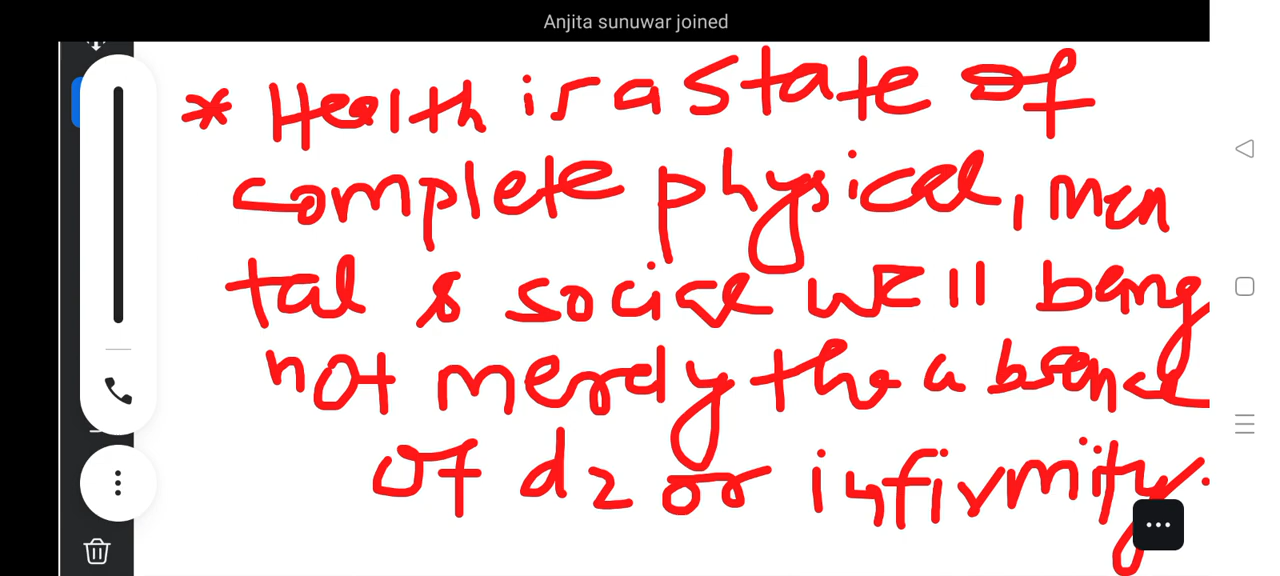 Anjita sunuwar joined
* Health is a state of
complete physical, men
tal & social well being
not merely the absence
of dz or infirmity.